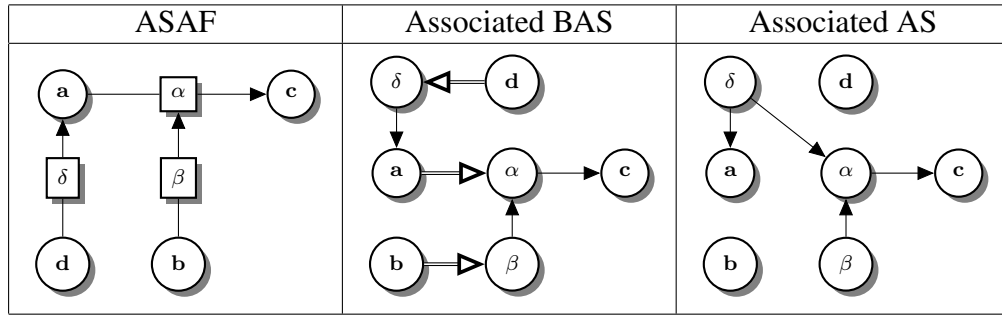 ASAF Associated BAS Associated AS
a α c δ d δ d
δ β a α c a α c
d b b β b β